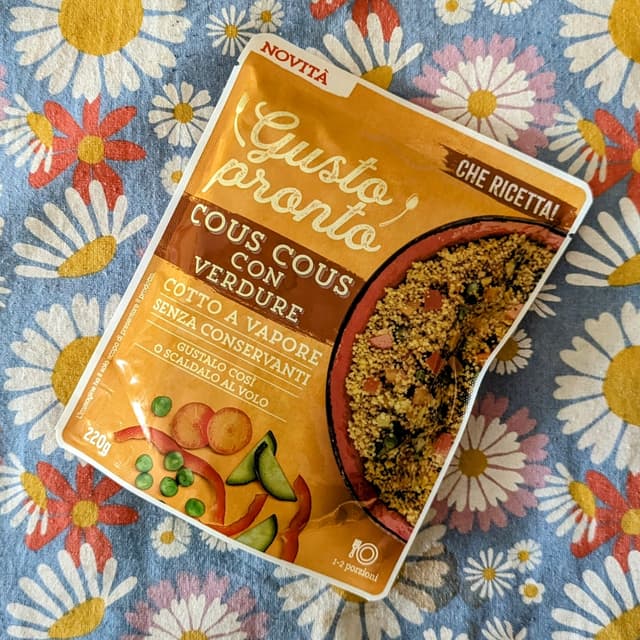 NOVITÀ
Gusto
pronto
CHE RICETTA!
COUS COUS
CON
VERDURE
COTTO A VAPORE
SENZA CONSERVANTI
GUSTALO COSÌ
O SCALDALO AL VOLO
220g
1-2 porzioni